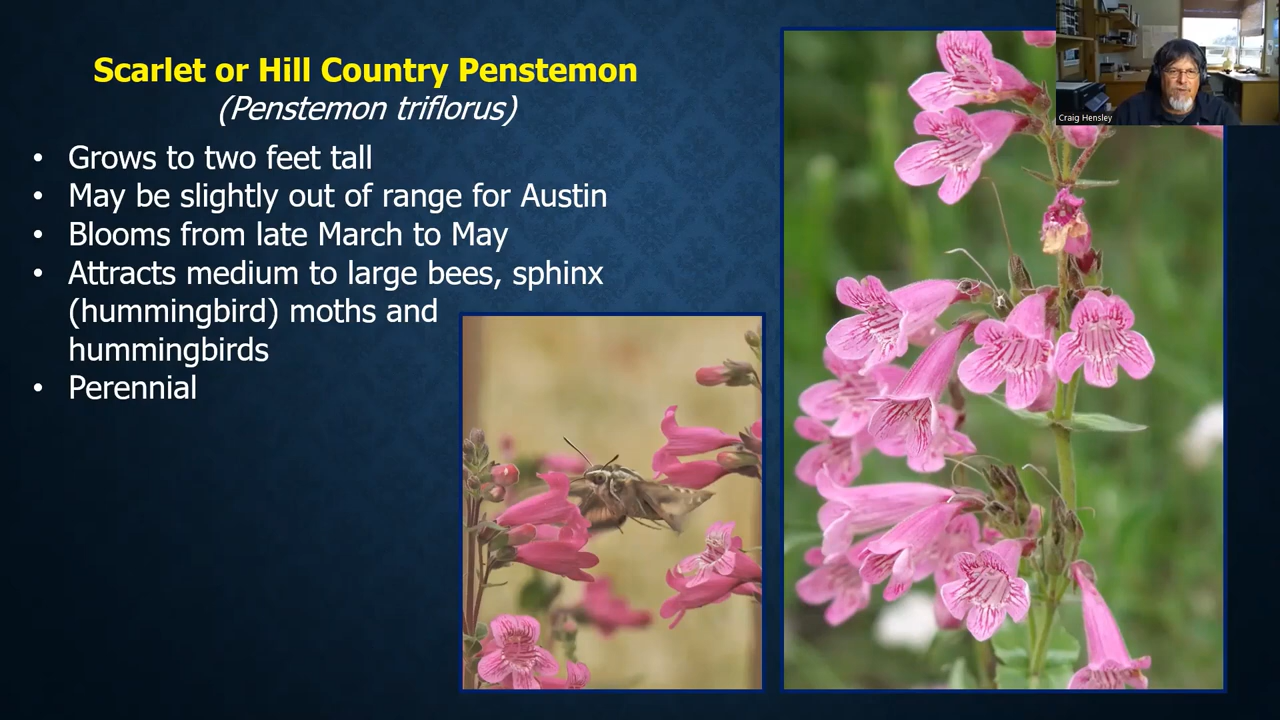 Scarlet or Hill Country Penstemon
(Penstemon triflorus)
• Grows to two feet tall
• May be slightly out of range for Austin
• Blooms from late March to May
• Attracts medium to large bees, sphinx
(hummingbird) moths and
hummingbirds
• Perennial
Craig Hensley